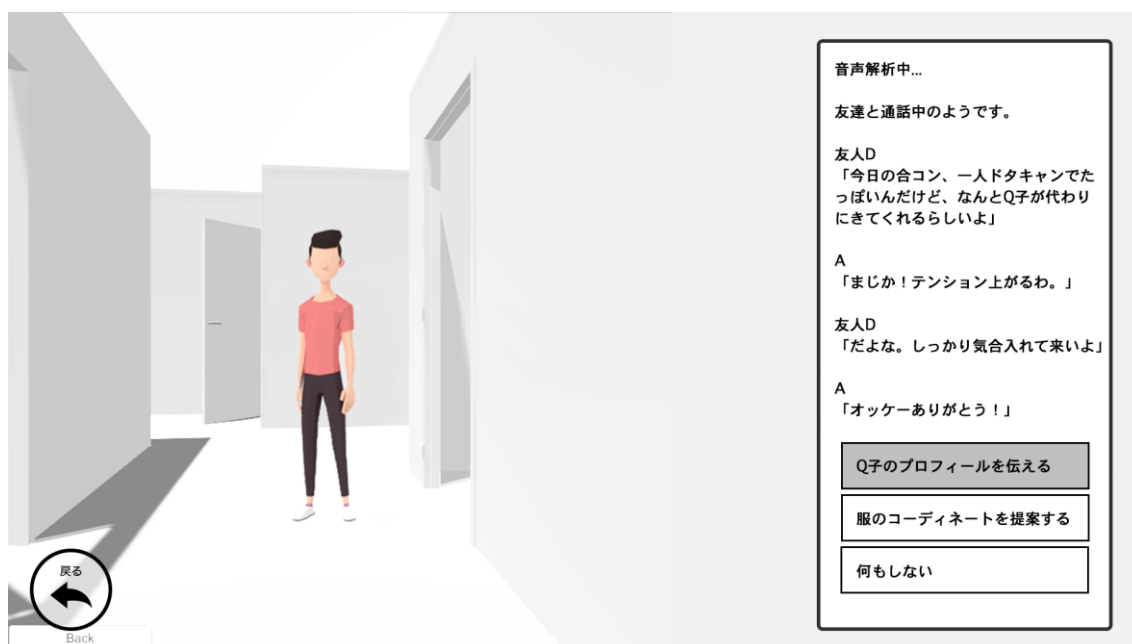 音声解析中...
友達と通話中のようです。
友人D
「今日の合コン、一人ドタキャンでた
っぽいんだけど、なんとQ子が代わり
にきてくれるらしいよ」
A
「まじか！テンション上がるわ。」
友人D
「だよな。しっかり気合入れて来いよ」
A
「オッケーありがとう！」
Q子のプロフィールを伝える
服のコーディネートを提案する
何もしない
戻る
Back